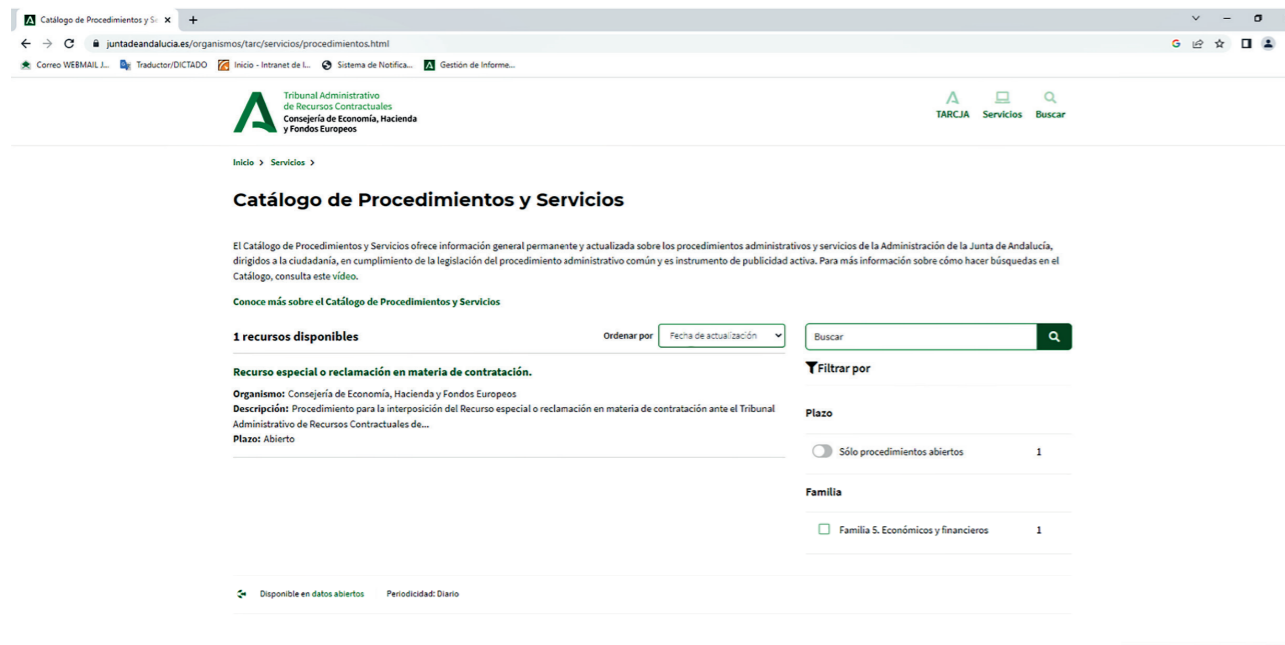 Catálogo de Procedimientos y S
juntadeandalucia.es/organismos/tarc/servicios/procedimientos.html
Correo WEBMAIL J... Traductor/DICTADO Inicio - Intranet de l... Sistema de Notifica... Gestión de Informe...
Tribunal Administrativo
de Recursos Contractuales
Consejería de Economía, Hacienda
y Fondos Europeos
TARCJA Servicios Buscar
Inicio > Servicios >
Catálogo de Procedimientos y Servicios
El Catálogo de Procedimientos y Servicios ofrece información general permanente y actualizada sobre los procedimientos administrativos y servicios de la Administración de la Junta de Andalucía,
dirigidos a la ciudadanía, en cumplimiento de la legislación del procedimiento administrativo común y es instrumento de publicidad activa. Para más información sobre cómo hacer búsquedas en el
Catálogo, consulta este vídeo.
Conoce más sobre el Catálogo de Procedimientos y Servicios
1 recursos disponibles
Ordenar por Fecha de actualización
Recurso especial o reclamación en materia de contratación.
Organismo: Consejería de Economía, Hacienda y Fondos Europeos
Descripción: Procedimiento para la interposición del Recurso especial o reclamación en materia de contratación ante el Tribunal
Administrativo de Recursos Contractuales de...
Plazo: Abierto
Buscar
Filtrar por
Plazo
Sólo procedimientos abiertos 1
Familia
Familia 5. Económicos y financieros 1
Disponible en datos abiertos Periodicidad: Diario